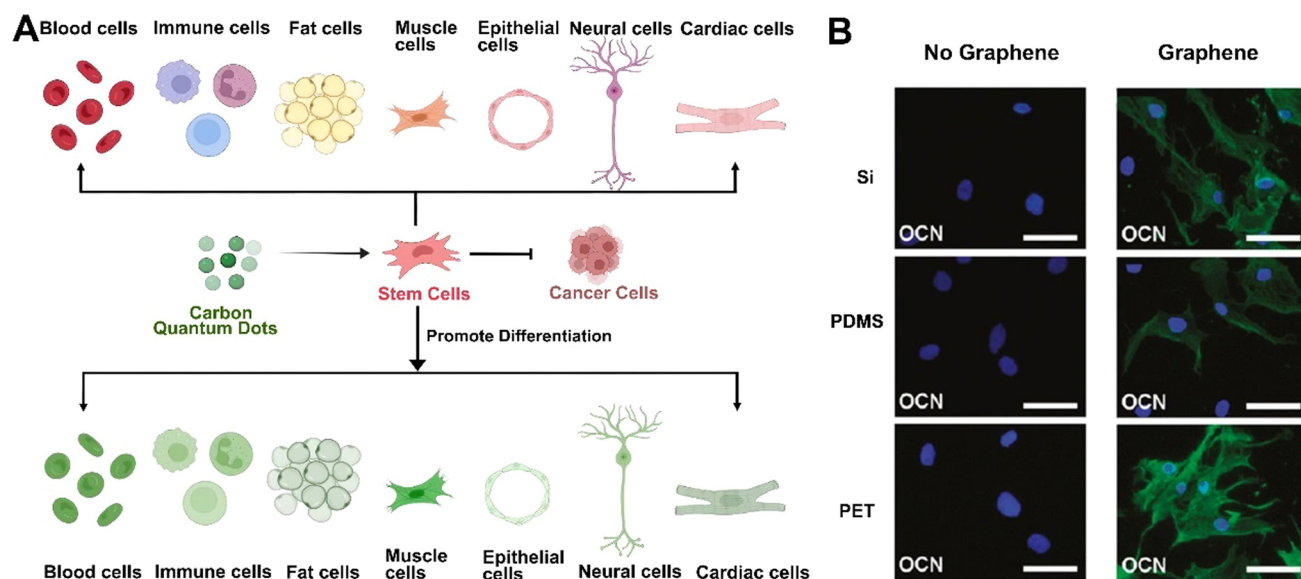 A
Blood cells
Immune cells
Fat cells
Muscle
cells
Epithelial
cells
Neural cells
Cardiac cells
Carbon
Quantum Dots
Stem Cells
Cancer Cells
Promote Differentiation
Blood cells
Immune cells
Fat cells
Muscle
cells
Epithelial
cells
Neural cells
Cardiac cells
B
No Graphene
Graphene
Si
OCN
OCN
PDMS
OCN
OCN
PET
OCN
OCN